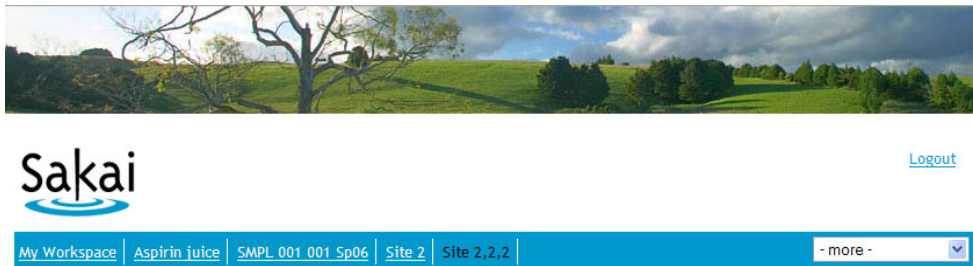 Sakai
Logout
My Workspace Aspirin juice SMPL 001 001 Sp06 Site 2 Site 2,2,2 - more -